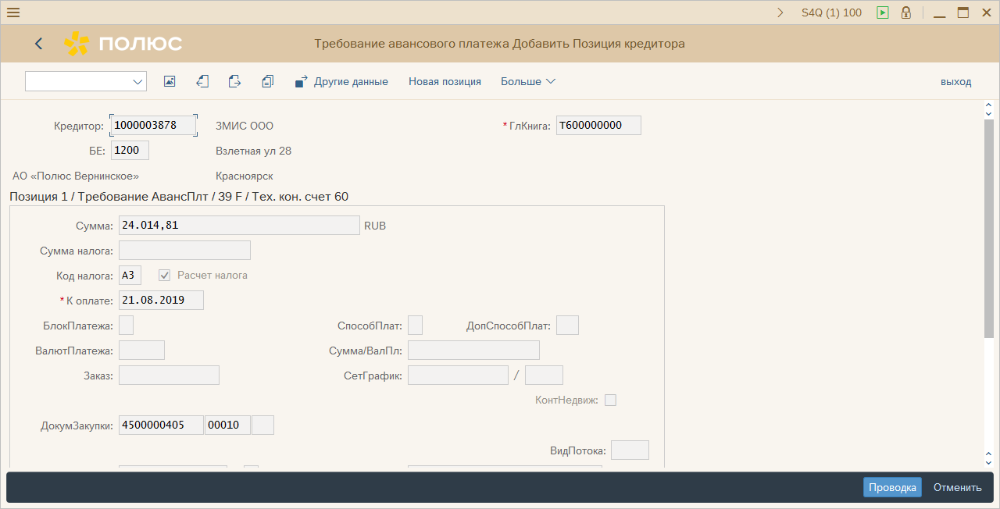 S4Q (1) 100
ПОЛЮС
Требование авансового платежа Добавить Позиция кредитора
Другие данные Новая позиция Больше выход
Кредитор: 1000003878 ЗМИС ООО *ГлКнига: T600000000
БЕ: 1200 Взлетная ул 28
АО «Полюс Вернинское» Красноярск
Позиция 1 / Требование АвансПлт / 39 F / Тех. кон. счет 60
Сумма: 24.014,81 RUB
Сумма налога:
Код налога: A3 Расчет налога
*К оплате: 21.08.2019
БлокПлатежа: СпособПлат: ДопСпособПлат:
ВалютПлатежа: Сумма/ВалПл:
Заказ: СетГрафик: /
КонтНедвиж:
ДокумЗакупки: 4500000405 00010
ВидПотока:
Проводка Отменить